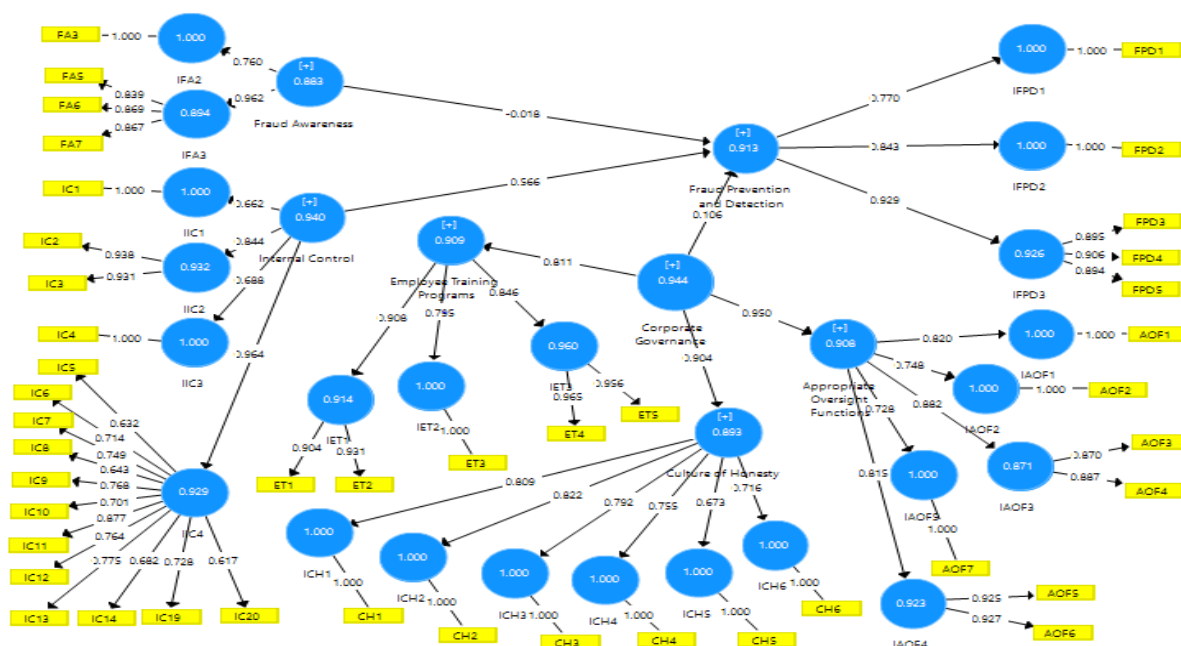 FA3
1.000
1.000
IFA2
0.760
[+]
0.883
Fraud Awareness
FA5
0.839
FA6
0.869
FA7
0.867
0.894
IFA3
0.962
-0.018
IC1
1.000
1.000
IIC1
0.662
[+]
0.940
Internal Control
0.566
IC2
0.938
IC3
0.931
0.932
IIC2
0.844
IC4
1.000
1.000
IIC3
0.688
0.964
IC5
0.632
IC6
0.714
IC7
0.749
IC8
0.643
IC9
0.768
IC10
0.701
IC11
0.877
IC12
0.764
IC13
0.775
IC14
0.682
IC19
0.728
IC20
0.617
0.929
IIC4
[+]
0.913
Fraud Prevention
and Detection
0.106
0.770
1.000
IFPD1
1.000
FPD1
0.843
1.000
IFPD2
1.000
FPD2
0.929
0.926
IFPD3
0.895
FPD3
0.906
FPD4
0.894
FPD5
[+]
0.909
Employee Training
Programs
0.811
[+]
0.944
Corporate
Governance
0.950
0.904
0.908
0.795
0.846
0.914
IET1
0.904
ET1
0.931
ET2
1.000
IET2
1.000
ET3
0.960
IET3
0.965
ET4
0.956
ET5
[+]
0.908
Appropriate
Oversight
Functions
0.820
1.000
IAOF1
1.000
AOF1
0.748
1.000
IAOF2
1.000
AOF2
0.882
0.871
IAOF3
0.870
AOF3
0.887
AOF4
0.728
1.000
IAOF5
1.000
AOF7
0.815
0.923
IAOF4
0.925
AOF5
0.927
AOF6
[+]
0.893
Culture of Honesty
0.809
0.822
0.792
0.755
0.673
0.716
1.000
ICH1
1.000
CH1
1.000
ICH2
1.000
CH2
1.000
ICH3
1.000
CH3
1.000
ICH4
1.000
CH4
1.000
ICH5
1.000
CH5
1.000
ICH6
1.000
CH6